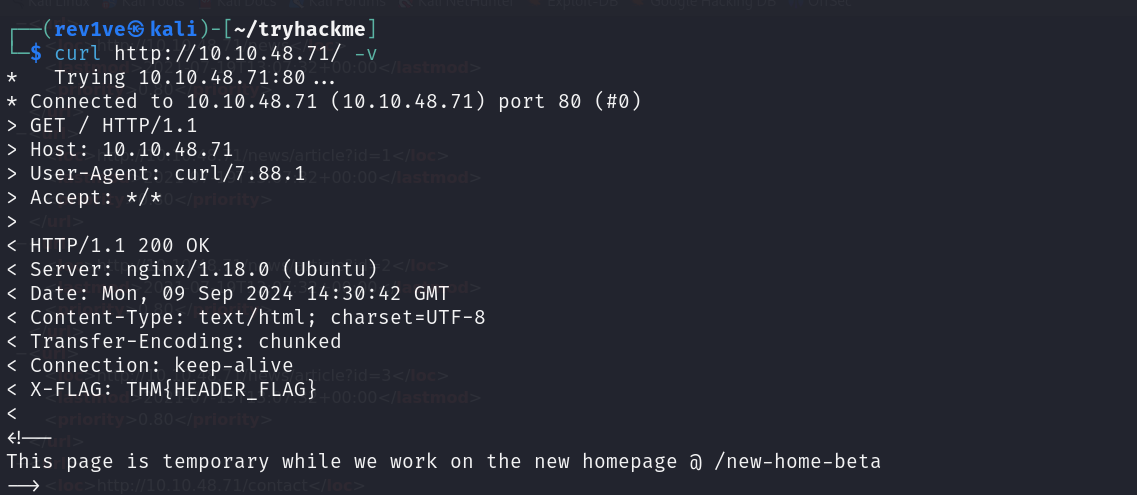 ┌──(rev1ve㉿kali)-[~/tryhackme]
└─$ curl http://10.10.48.71/ -v
*   Trying 10.10.48.71:80...
* Connected to 10.10.48.71 (10.10.48.71) port 80 (#0)
> GET / HTTP/1.1
> Host: 10.10.48.71
> User-Agent: curl/7.88.1
> Accept: */*
>
< HTTP/1.1 200 OK
< Server: nginx/1.18.0 (Ubuntu)
< Date: Mon, 09 Sep 2024 14:30:42 GMT
< Content-Type: text/html; charset=UTF-8
< Transfer-Encoding: chunked
< Connection: keep-alive
< X-FLAG: THM{HEADER_FLAG}
<
<!--
This page is temporary while we work on the new homepage @ /new-home-beta
-->